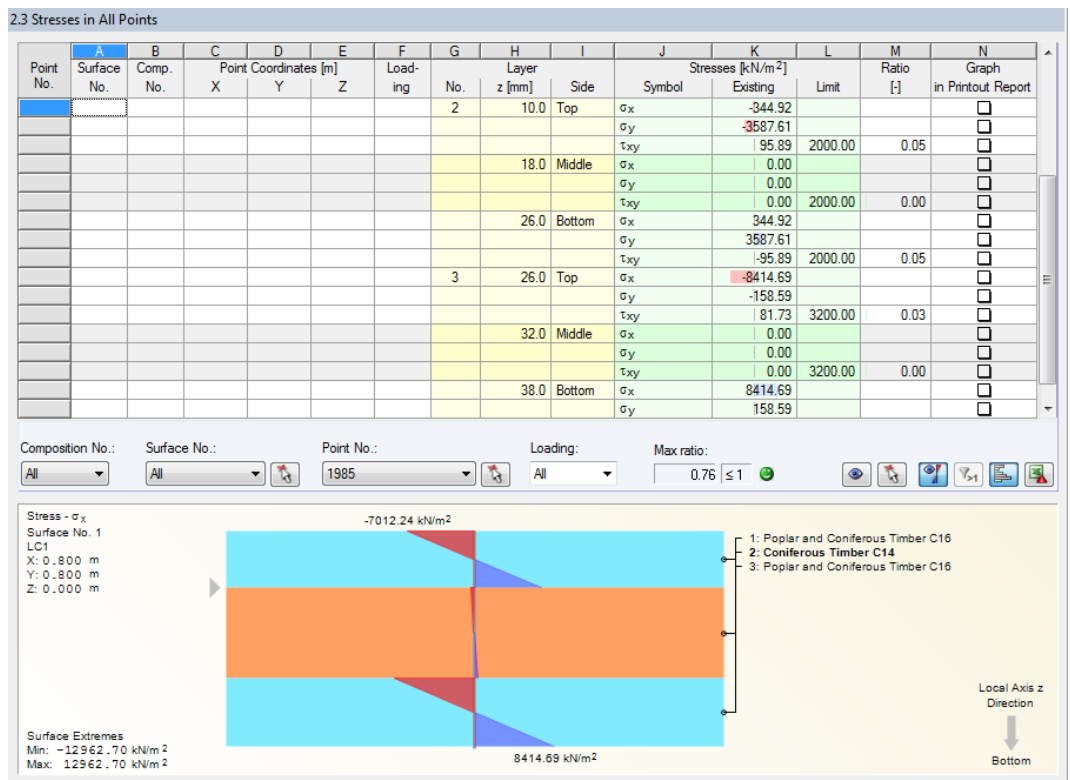 2.3 Stresses in All Points
A B C D E F G H I J K L M N
Point Surface Comp. Point Coordinates [m] Load- Layer Stresses [kN/m²] Ratio Graph
No. No. No. X Y Z ing No. z [mm] Side Symbol Existing Limit [-] in Printout Report
2 10.0 Top σx -344.92
σy -3587.61
τxy 95.89 2000.00 0.05
18.0 Middle σx 0.00
σy 0.00
τxy 0.00 2000.00 0.00
26.0 Bottom σx 344.92
σy 3587.61
τxy -95.89 2000.00 0.05
3 26.0 Top σx -8414.69
σy -158.59
τxy 81.73 3200.00 0.03
32.0 Middle σx 0.00
σy 0.00
τxy 0.00 3200.00 0.00
38.0 Bottom σx 8414.69
σy 158.59
Composition No.: Surface No.: Point No.: Loading: Max ratio:
All All 1985 All 0.76 ≤ 1
>1
Stress - σx
Surface No. 1
LC1
X: 0.800 m
Y: 0.800 m
Z: 0.000 m
-7012.24 kN/m²
1: Poplar and Coniferous Timber C16
2: Coniferous Timber C14
3: Poplar and Coniferous Timber C16
Local Axis z
Direction
Bottom
8414.69 kN/m²
Surface Extremes
Min: -12962.70 kN/m²
Max: 12962.70 kN/m²